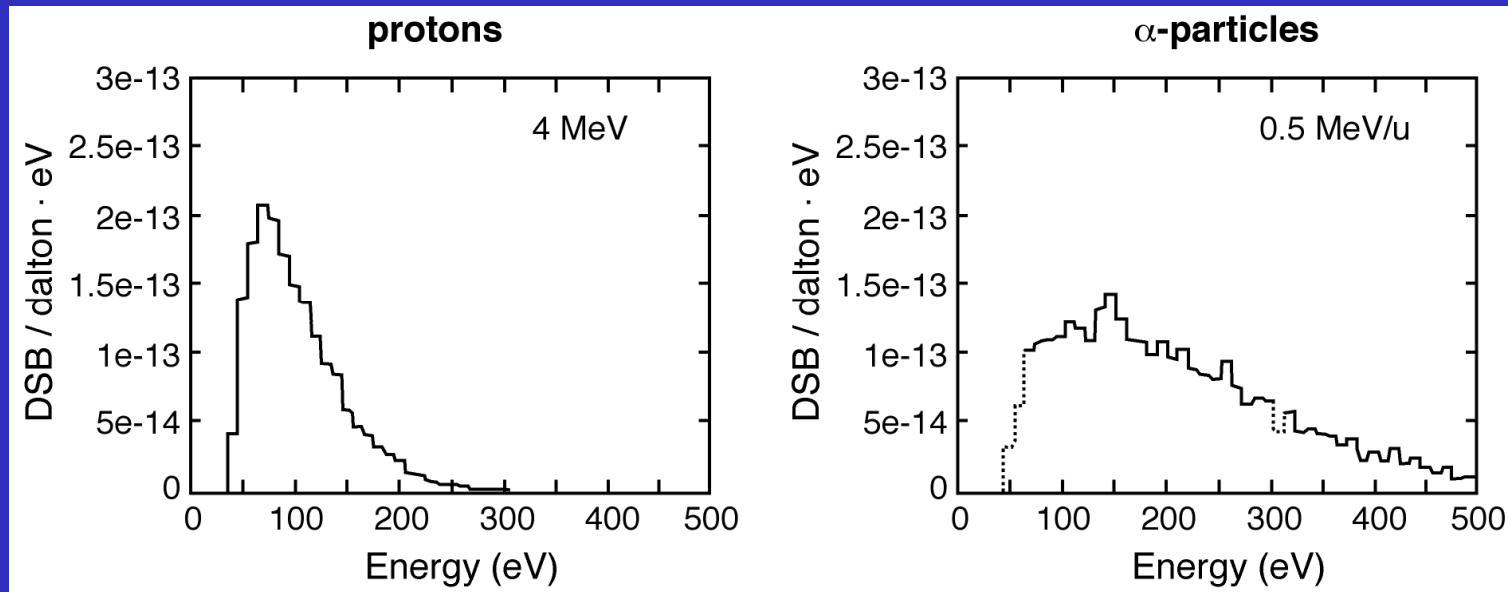 protons
3e-13
2.5e-13
2e-13
1.5e-13
1e-13
5e-14
0
DSB / dalton · eV
4 MeV
0 100 200 300 400 500
Energy (eV)
α-particles
3e-13
2.5e-13
2e-13
1.5e-13
1e-13
5e-14
0
DSB / dalton · eV
0.5 MeV/u
0 100 200 300 400 500
Energy (eV)